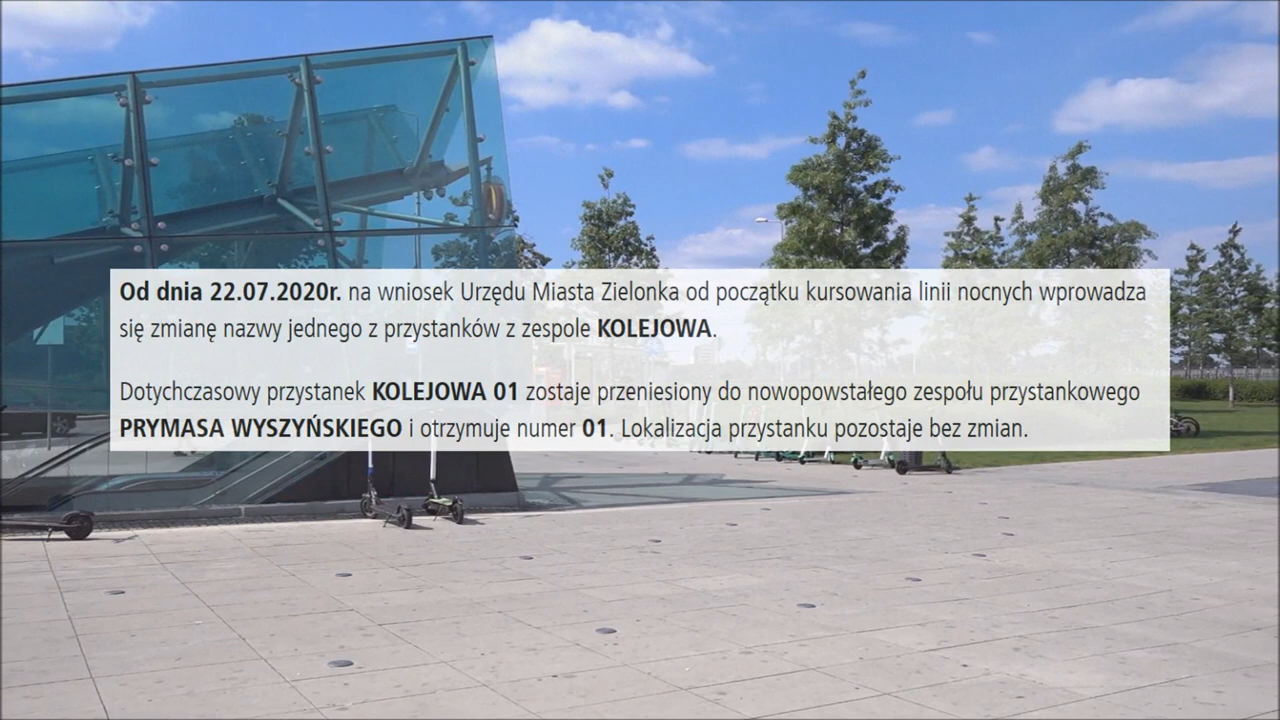 Od dnia 22.07.2020r. na wniosek Urzędu Miasta Zielonka od początku kursowania linii nocnych wprowadza
się zmianę nazwy jednego z przystanków z zespole KOLEJOWA.
Dotychczasowy przystanek KOLEJOWA 01 zostaje przeniesiony do nowopowstałego zespołu przystankowego
PRYMASA WYSZYŃSKIEGO i otrzymuje numer 01. Lokalizacja przystanku pozostaje bez zmian.